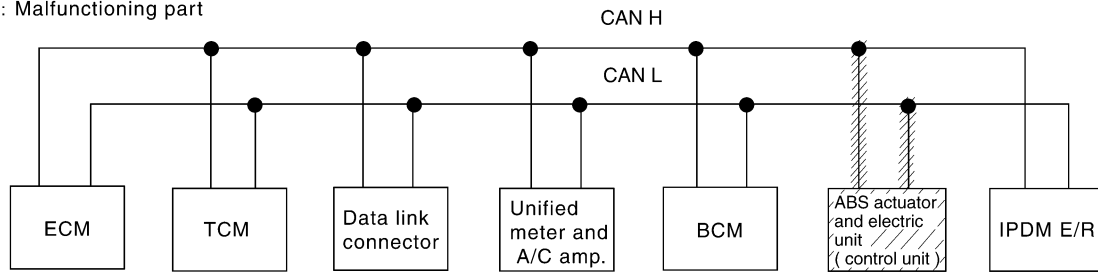 : Malfunctioning part
CAN H
CAN L
ECM
TCM
Data link
connector
Unified
meter and
A/C amp.
BCM
ABS actuator
and electric
unit
( control unit )
IPDM E/R